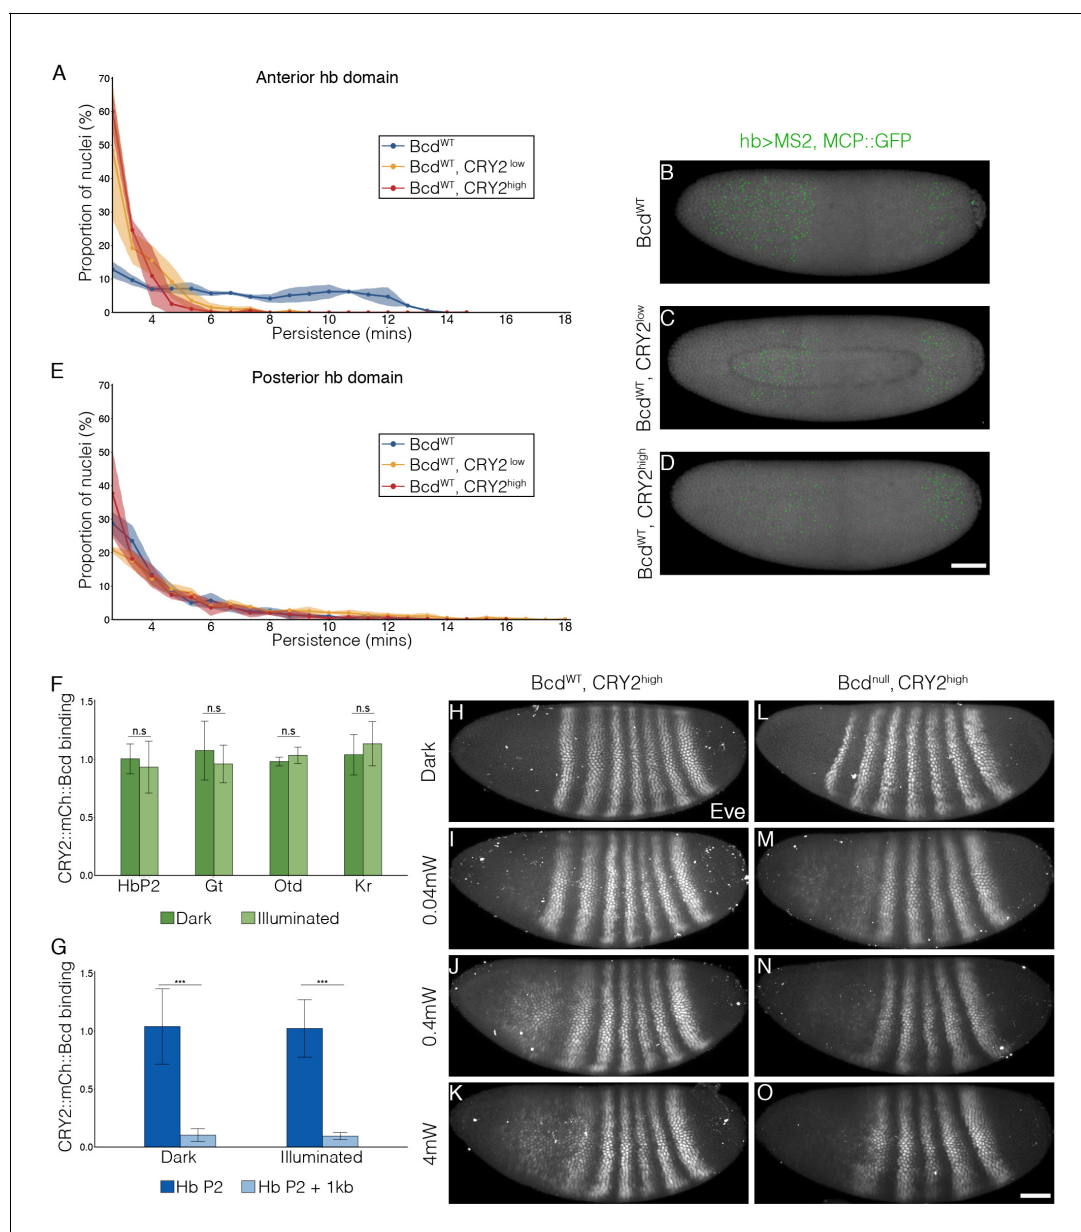 A
Anterior hb domain
Proportion of nuclei (%)
70
60
50
40
30
20
10
0
4
6
8
10
12
14
16
18
Persistence (mins)
Bcd^WT
Bcd^WT, CRY2^low
Bcd^WT, CRY2^high
hb>MS2, MCP::GFP
B
Bcd^WT
C
Bcd^WT, CRY2^low
D
Bcd^WT, CRY2^high
E
Posterior hb domain
Proportion of nuclei (%)
70
60
50
40
30
20
10
0
4
6
8
10
12
14
16
18
Persistence (mins)
Bcd^WT
Bcd^WT, CRY2^low
Bcd^WT, CRY2^high
F
CRY2::mCh::Bcd binding
1.5
1.0
0.5
0.0
n.s
n.s
n.s
n.s
HbP2
Gt
Otd
Kr
Dark
Illuminated
G
CRY2::mCh::Bcd binding
1.5
1.0
0.5
0.0
***
***
Dark
Illuminated
Hb P2
Hb P2 + 1kb
Bcd^WT, CRY2^high
Bcd^null, CRY2^high
Dark
H
Eve
L
0.04mW
I
M
0.4mW
J
N
4mW
K
O